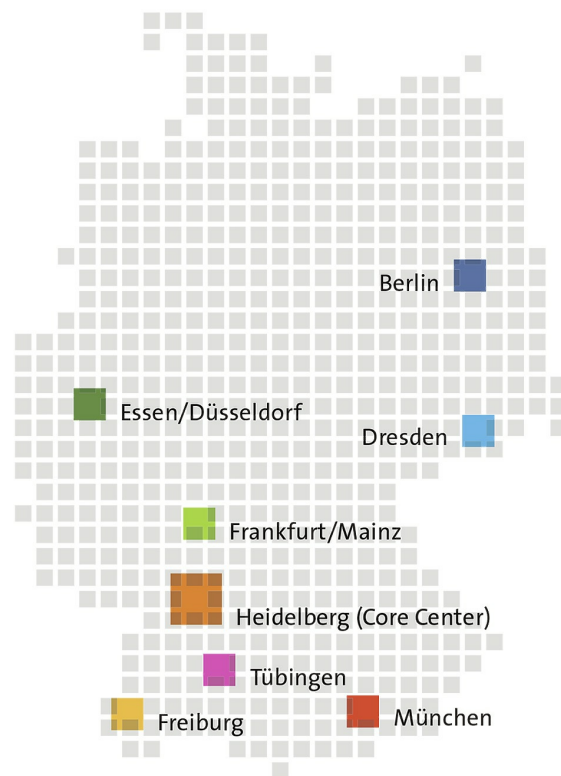 Berlin
Essen/Düsseldorf
Dresden
Frankfurt/Mainz
Heidelberg (Core Center)
Tübingen
Freiburg
München